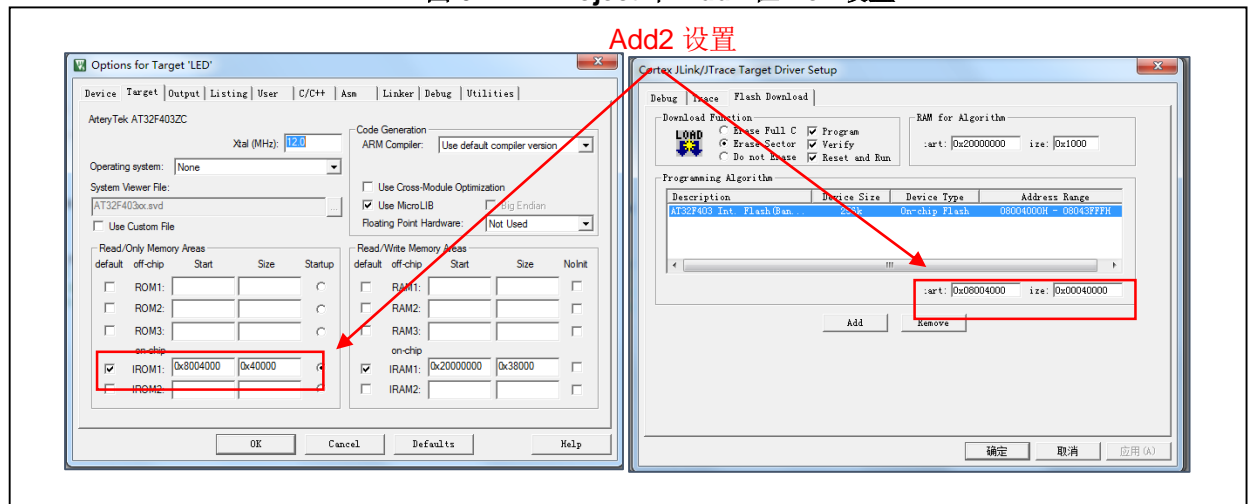 Add2 设置
Options for Target 'LED'
Device Target Output Listing User C/C++ Asm Linker Debug Utilities
ArteryTek AT32F403ZC
Xtal (MHz): 12.0
Operating system: None
System Viewer File:
AT32F403xx.svd
...
Use Custom File
Code Generation
ARM Compiler: Use default compiler version
Use Cross-Module Optimization
Use MicroLIB Big Endian
Floating Point Hardware: Not Used
Read/Only Memory Areas
default off-chip Start Size Startup
ROM1:
ROM2:
ROM3:
on-chip
IROM1: 0x8004000 0x40000
IROM2:
Read/Write Memory Areas
default off-chip Start Size NoInit
RAM1:
RAM2:
RAM3:
on-chip
IRAM1: 0x20000000 0x38000
IRAM2:
OK Cancel Defaults Help
Cortex JLink/JTrace Target Driver Setup
Debug Trace Flash Download
Download Function
LOAD
Erase Full C Program
Erase Sector Verify
Do not Erase Reset and Run
RAM for Algorithm
:art: 0x20000000 ize: 0x1000
Programming Algorithm
Description Device Size Device Type Address Range
AT32F403 Int. Flash(Ban... 256k On-chip Flash 08004000H - 08043FFFH
:art: 0x08004000 ize: 0x00040000
Add Remove
确定 取消 应用(A)